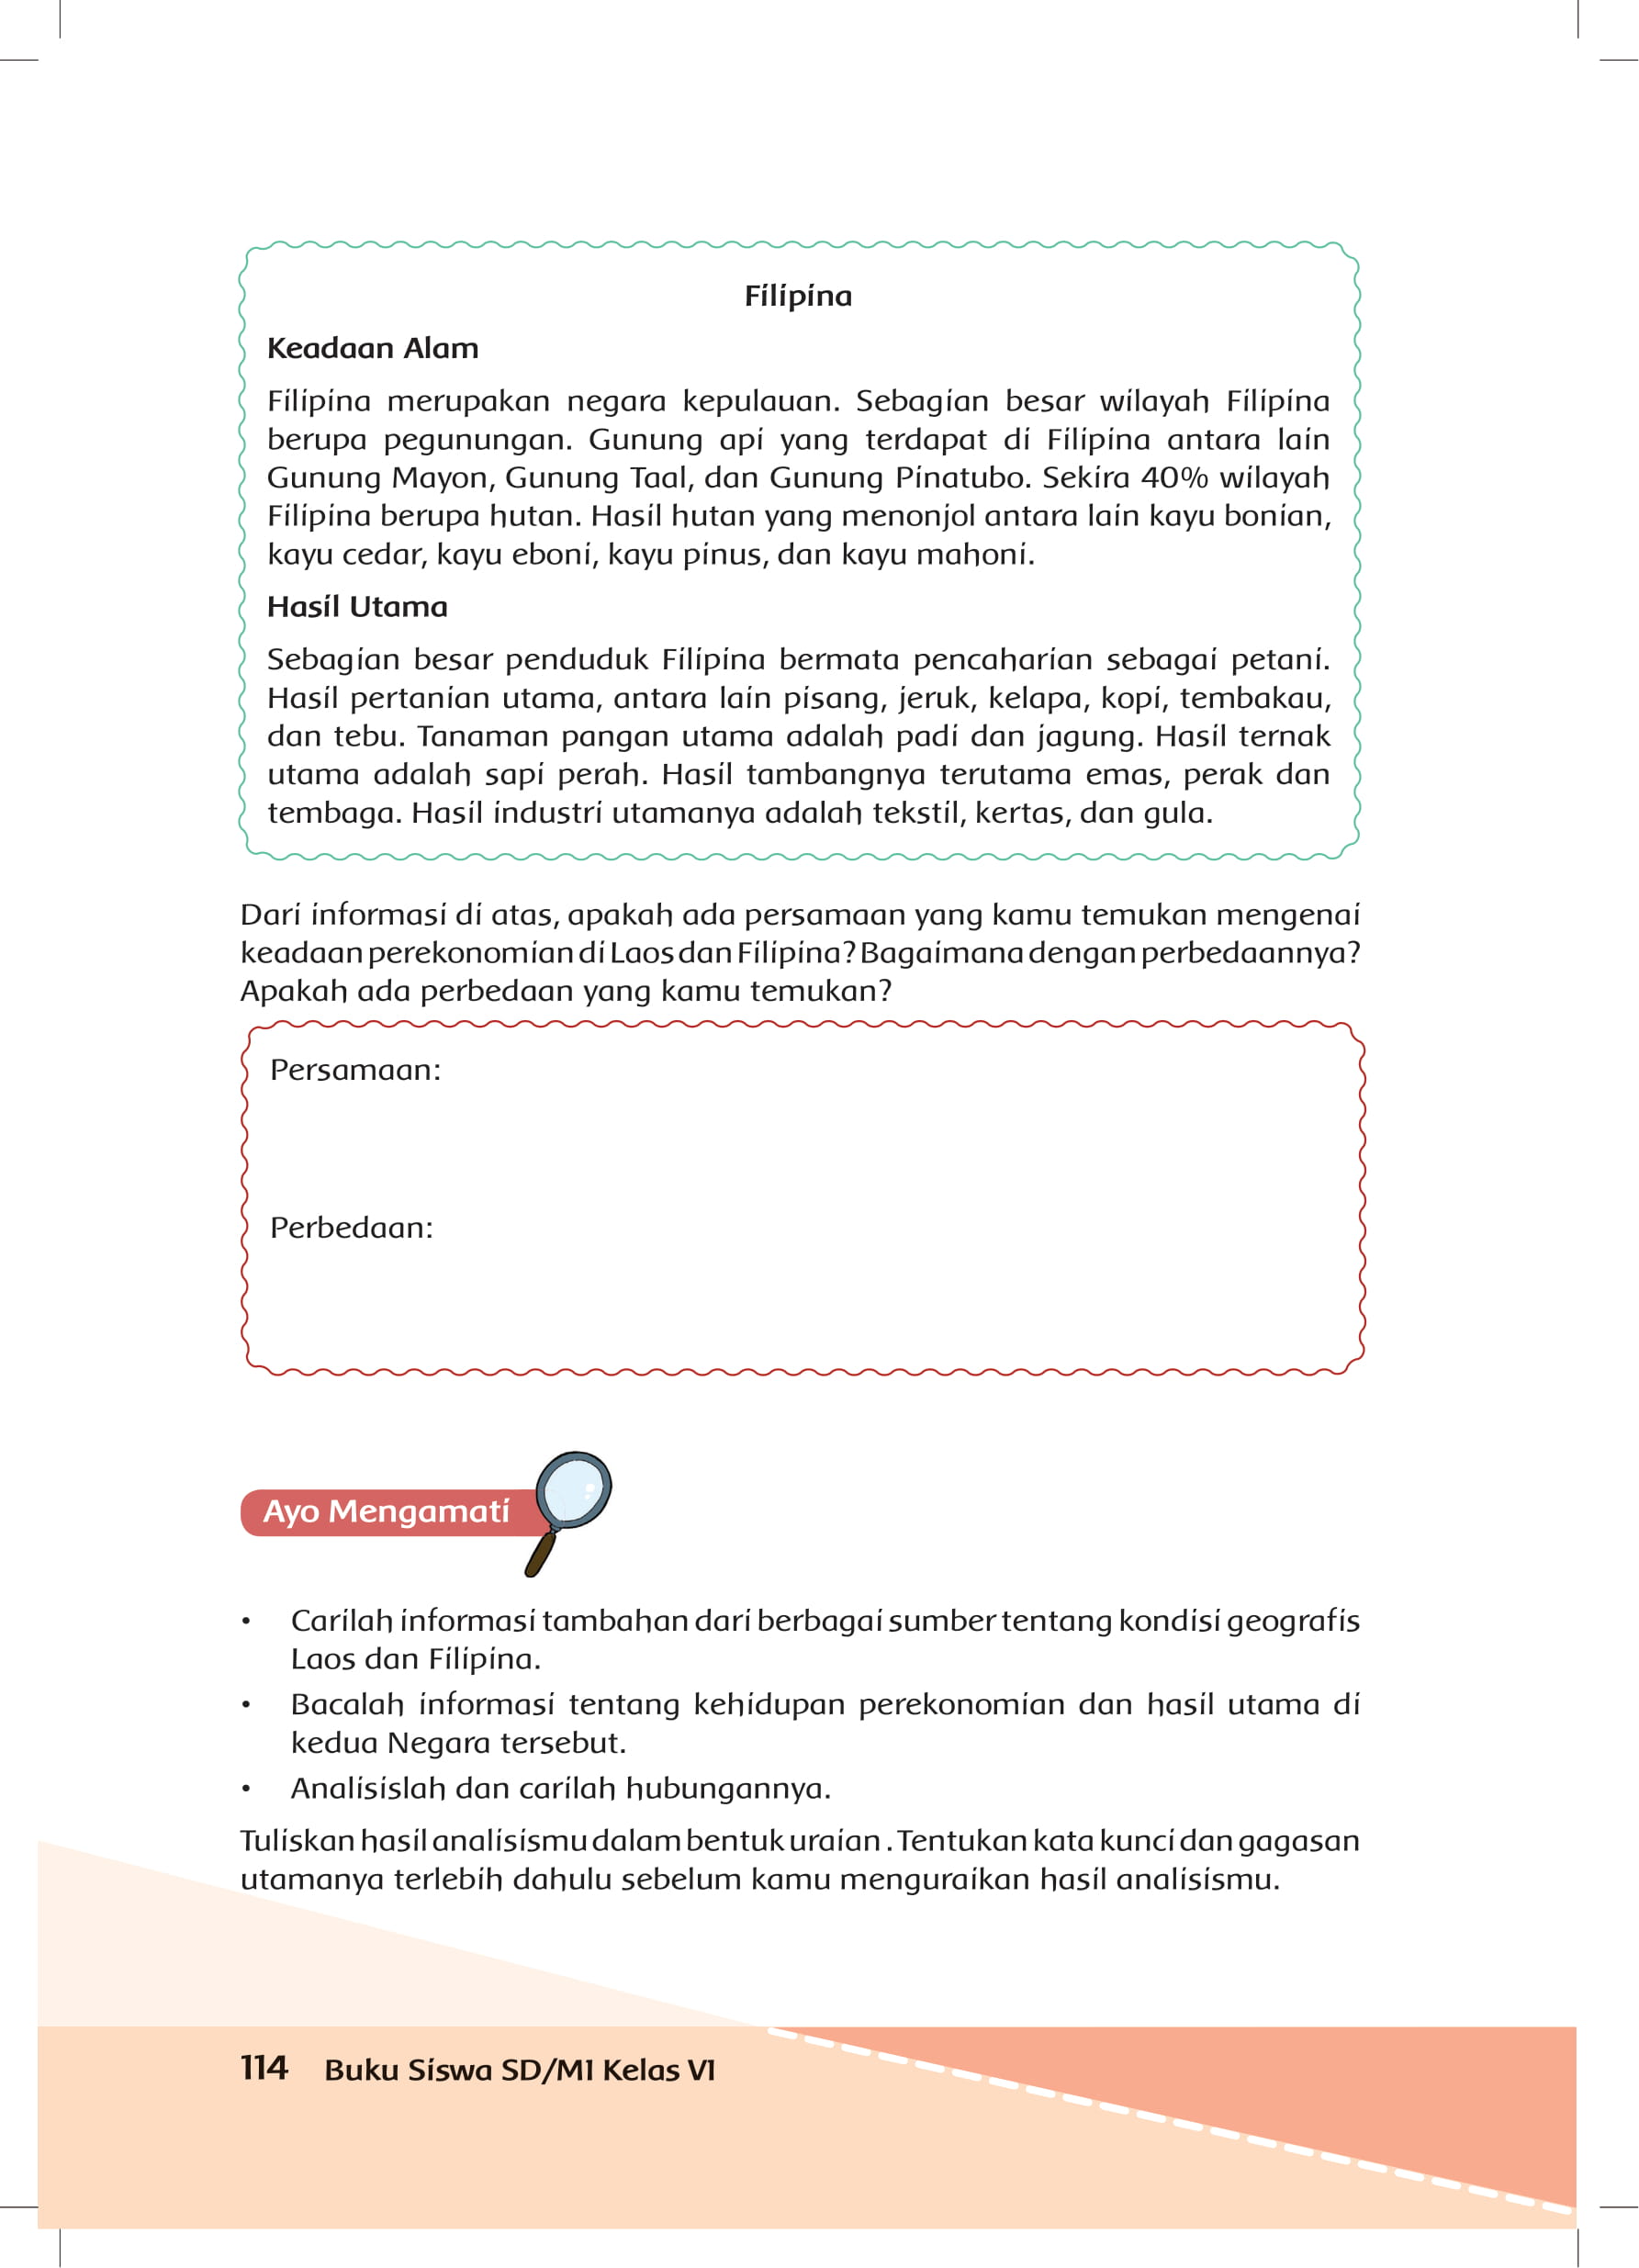 Filipina
Keadaan Alam
Filipina merupakan negara kepulauan. Sebagian besar wilayah Filipina
berupa pegunungan. Gunung api yang terdapat di Filipina antara lain
Gunung Mayon, Gunung Taal, dan Gunung Pinatubo. Sekira 40% wilayah
Filipina berupa hutan. Hasil hutan yang menonjol antara lain kayu bonian,
kayu cedar, kayu eboni, kayu pinus, dan kayu mahoni.
Hasil Utama
Sebagian besar penduduk Filipina bermata pencaharian sebagai petani.
Hasil pertanian utama, antara lain pisang, jeruk, kelapa, kopi, tembakau,
dan tebu. Tanaman pangan utama adalah padi dan jagung. Hasil ternak
utama adalah sapi perah. Hasil tambangnya terutama emas, perak dan
tembaga. Hasil industri utamanya adalah tekstil, kertas, dan gula.
Dari informasi di atas, apakah ada persamaan yang kamu temukan mengenai
keadaan perekonomian di Laos dan Filipina? Bagaimana dengan perbedaannya?
Apakah ada perbedaan yang kamu temukan?
Persamaan:
Perbedaan:
Ayo Mengamati
• Carilah informasi tambahan dari berbagai sumber tentang kondisi geografis
Laos dan Filipina.
• Bacalah informasi tentang kehidupan perekonomian dan hasil utama di
kedua Negara tersebut.
• Analisislah dan carilah hubungannya.
Tuliskan hasil analisismu dalam bentuk uraian . Tentukan kata kunci dan gagasan
utamanya terlebih dahulu sebelum kamu menguraikan hasil analisismu.
114 Buku Siswa SD/MI Kelas VI